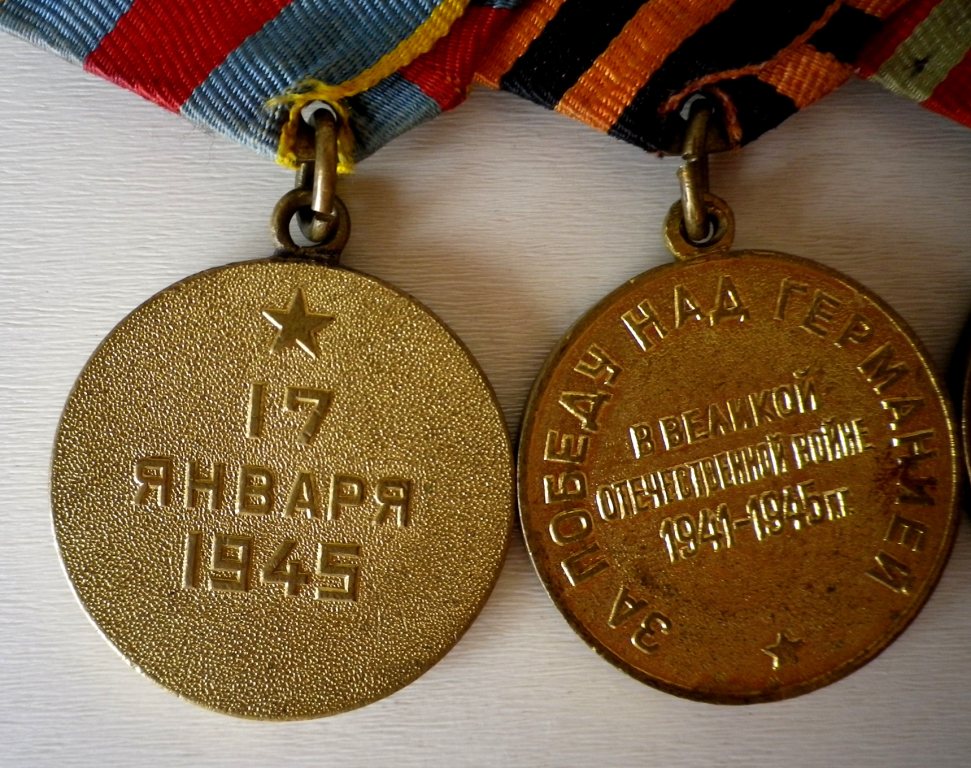 17
ЯНВАРЯ
1945
ЗА ПОБЕДУ НАД ГЕРМАНИЕЙ
В ВЕЛИКОЙ
ОТЕЧЕСТВЕННОЙ ВОЙНЕ
1941-1945гг